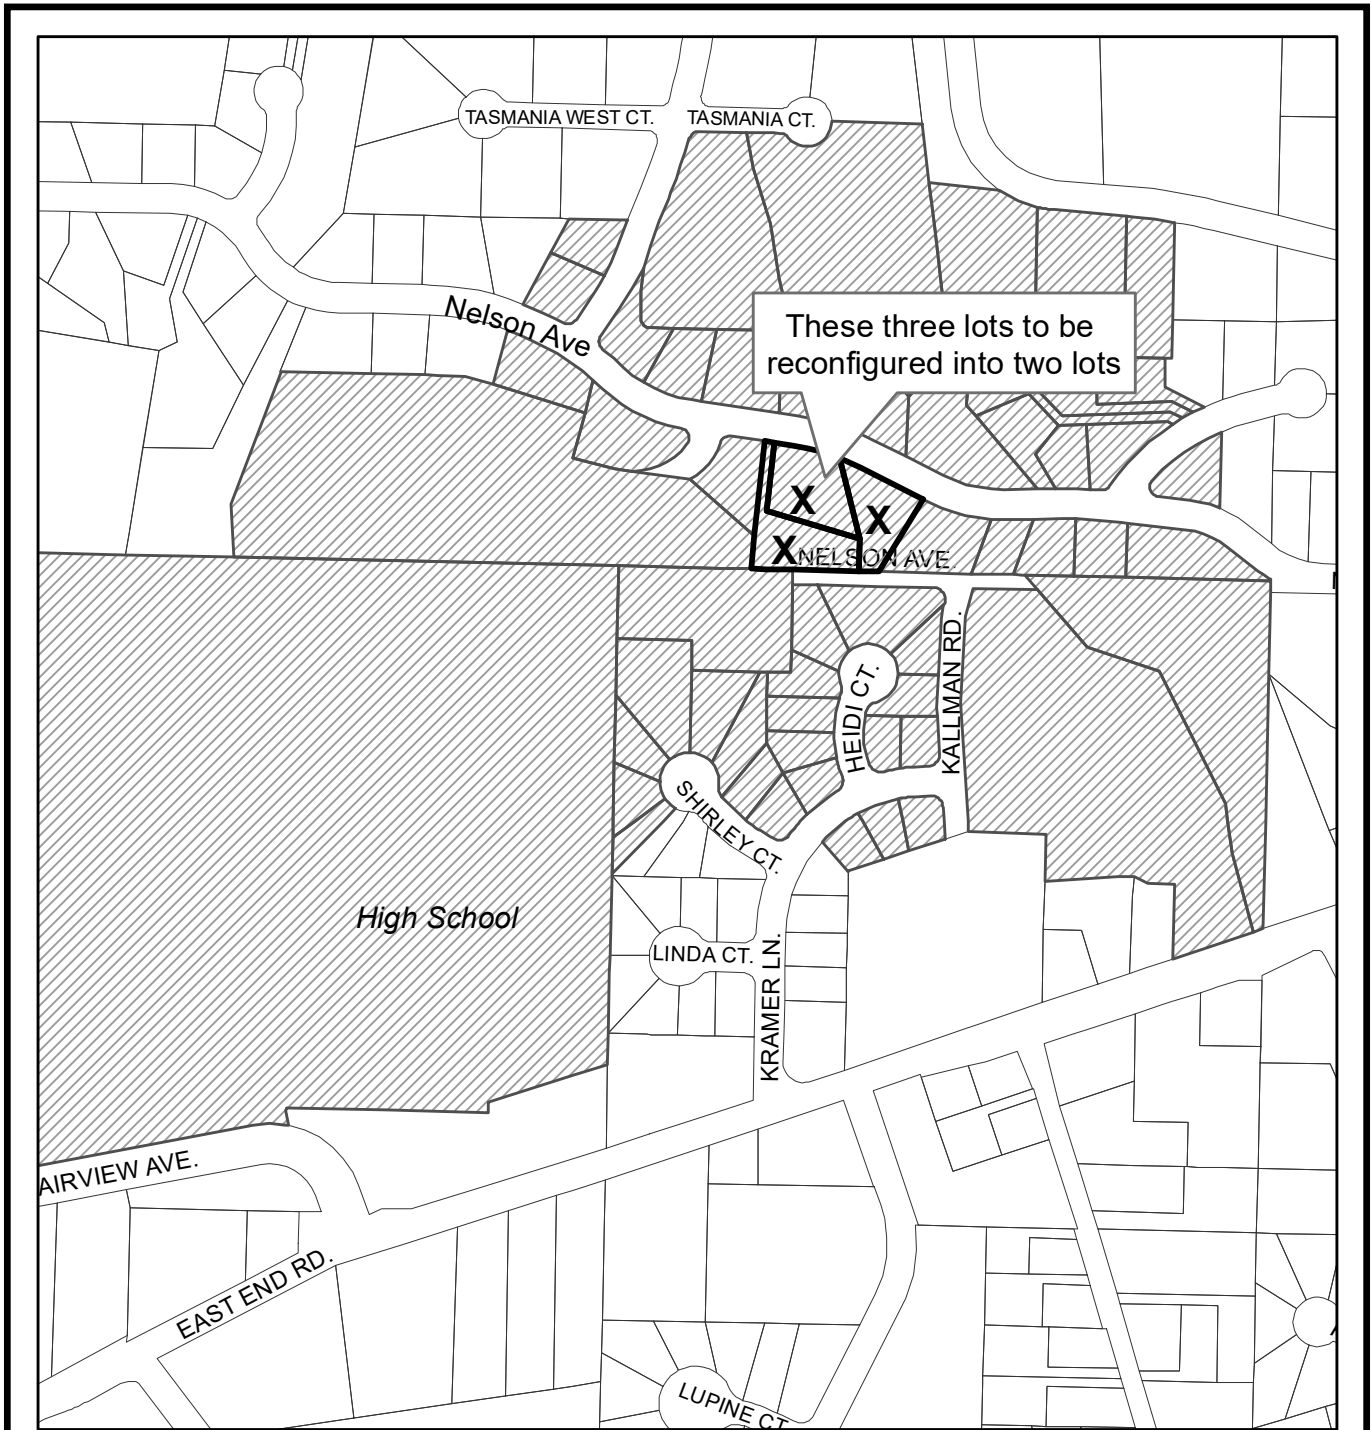 TASMANIA WEST CT.
TASMANIA CT.
Nelson Ave
These three lots to be
reconfigured into two lots
X
X
X
NELSON AVE.
HEIDI CT.
KALLMAN RD.
SHIRLEY CT.
High School
LINDA CT.
KRAMER LN.
AIRVIEW AVE.
EAST END RD.
LUPINE CT